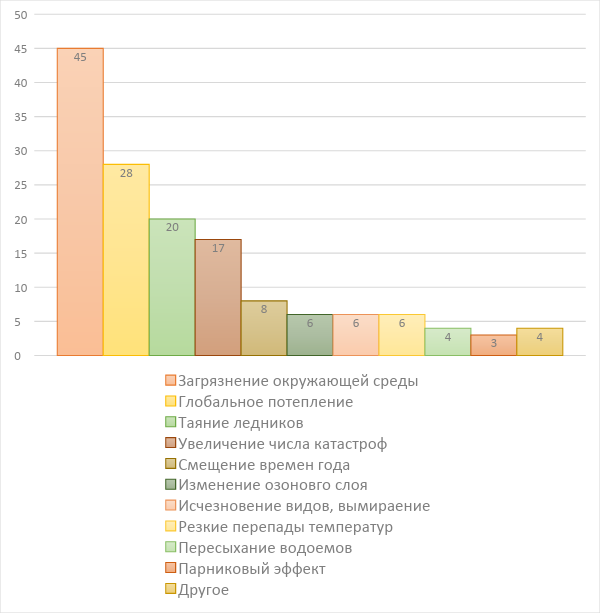 50
45
40
35
30
25
20
15
10
5
0
45
28
20
17
8
6
6
6
4
3
4
Загрязнение окружающей среды
Глобальное потепление
Таяние ледников
Увеличение числа катастроф
Смещение времен года
Изменение озоновго слоя
Исчезновение видов, вымираение
Резкие перепады температур
Пересыхание водоемов
Парниковый эффект
Другое